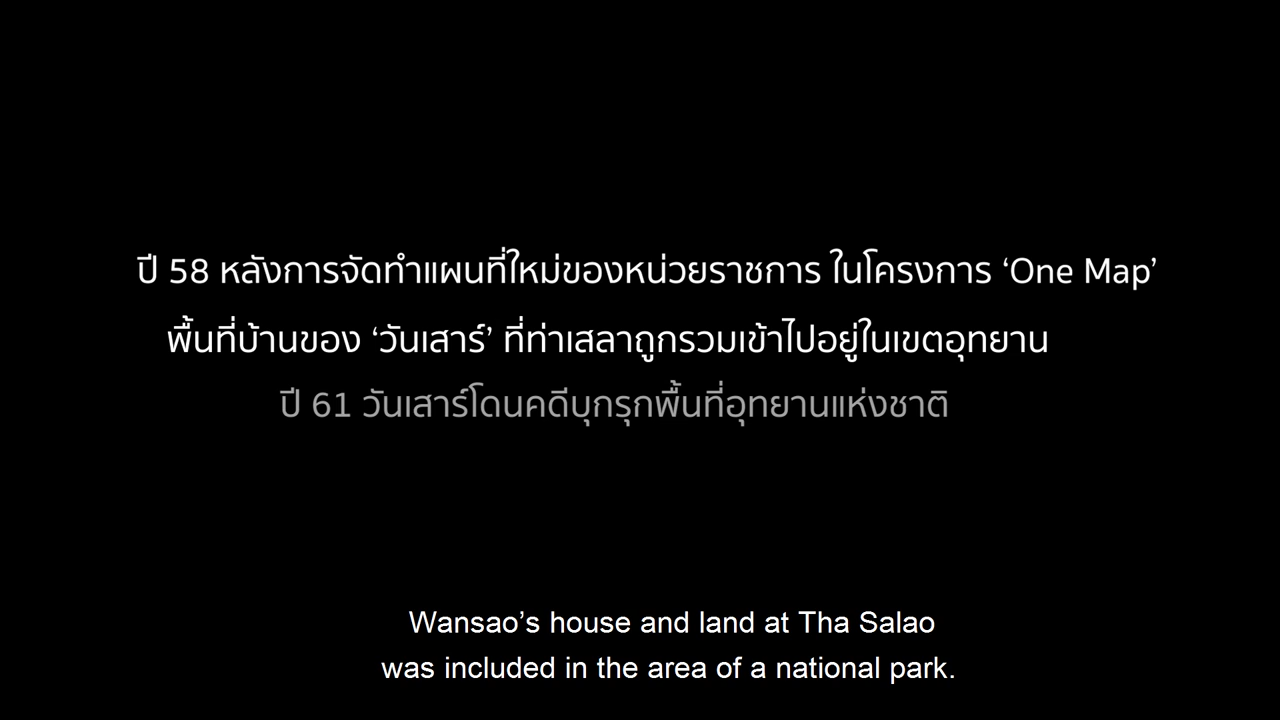 ปี 58 หลังการจัดทำแผนที่ใหม่ของหน่วยราชการ ในโครงการ ‘One Map’
พื้นที่บ้านของ ‘วันเสาร์’ ที่ท่าเสลาถูกรวมเข้าไปอยู่ในเขตอุทยาน
ปี 61 วันเสาร์โดนคดีบุกรุกพื้นที่อุทยานแห่งชาติ
Wansao’s house and land at Tha Salao
was included in the area of a national park.